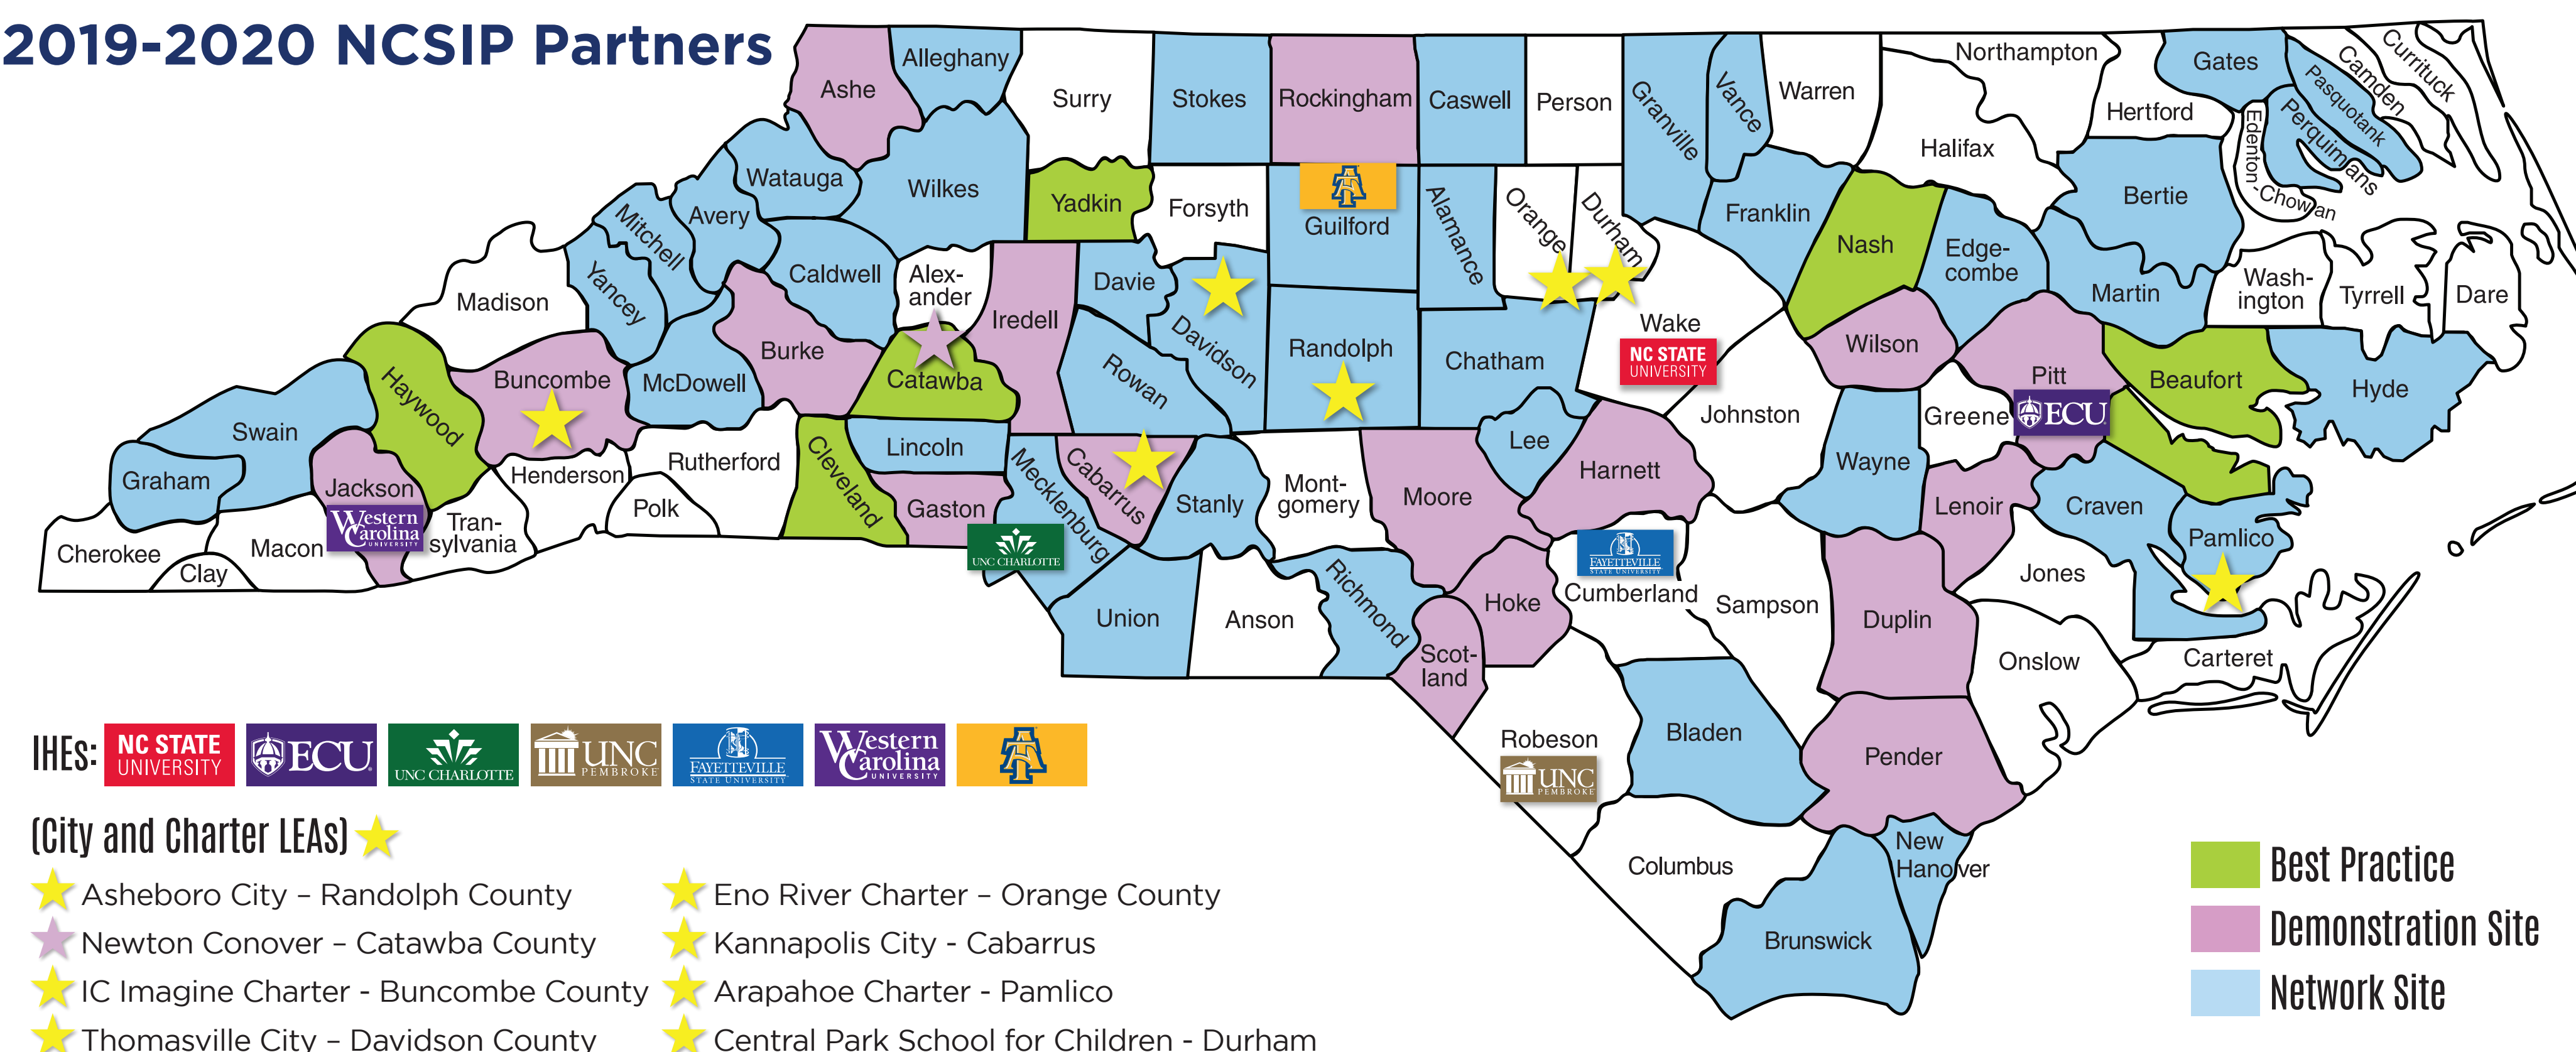 2019-2020 NCSIP Partners
Ashe
Alleghany
Surry
Stokes
Rockingham
Caswell
Person
Granville
Vance
Warren
Northampton
Hertford
Gates
Pasquotank
Camden
Currituck
Perquimans
Edenton-Chowan
Halifax
Bertie
Watauga
Wilkes
Yadkin
Forsyth
Guilford
Alamance
Orange
Durham
Franklin
Nash
Edge-
combe
Martin
Wash-
ington
Tyrrell
Dare
Mitchell
Avery
Caldwell
Alex-
ander
Iredell
Davie
Davidson
Madison
Yancey
Burke
McDowell
Buncombe
Catawba
Rowan
Randolph
Chatham
Wake
NC STATE
UNIVERSITY
Wilson
Pitt
ECU
Greene
Beaufort
Hyde
Johnston
Haywood
Swain
Graham
Jackson
Western
Carolina
UNIVERSITY
Henderson
Tran-
sylvania
Rutherford
Polk
Cleveland
Lincoln
Gaston
Mecklenburg
UNC CHARLOTTE
Cabarrus
Stanly
Mont-
gomery
Moore
Lee
Harnett
Wayne
Lenoir
Craven
Pamlico
Cherokee
Clay
Macon
Union
Anson
Richmond
Scot-
land
Hoke
FAYETTEVILLE
STATE UNIVERSITY
Cumberland
Sampson
Duplin
Jones
Onslow
Carteret
Robeson
UNC
PEMBROKE
Bladen
Pender
Columbus
New
Hanover
Brunswick
IHEs:
NC STATE
UNIVERSITY
ECU
UNC CHARLOTTE
UNC
PEMBROKE
FAYETTEVILLE
STATE UNIVERSITY
Western
Carolina
UNIVERSITY
AT
(City and Charter LEAs)
Asheboro City – Randolph County
Newton Conover – Catawba County
IC Imagine Charter - Buncombe County
Thomasville City – Davidson County
Eno River Charter – Orange County
Kannapolis City - Cabarrus
Arapahoe Charter - Pamlico
Central Park School for Children - Durham
Best Practice
Demonstration Site
Network Site